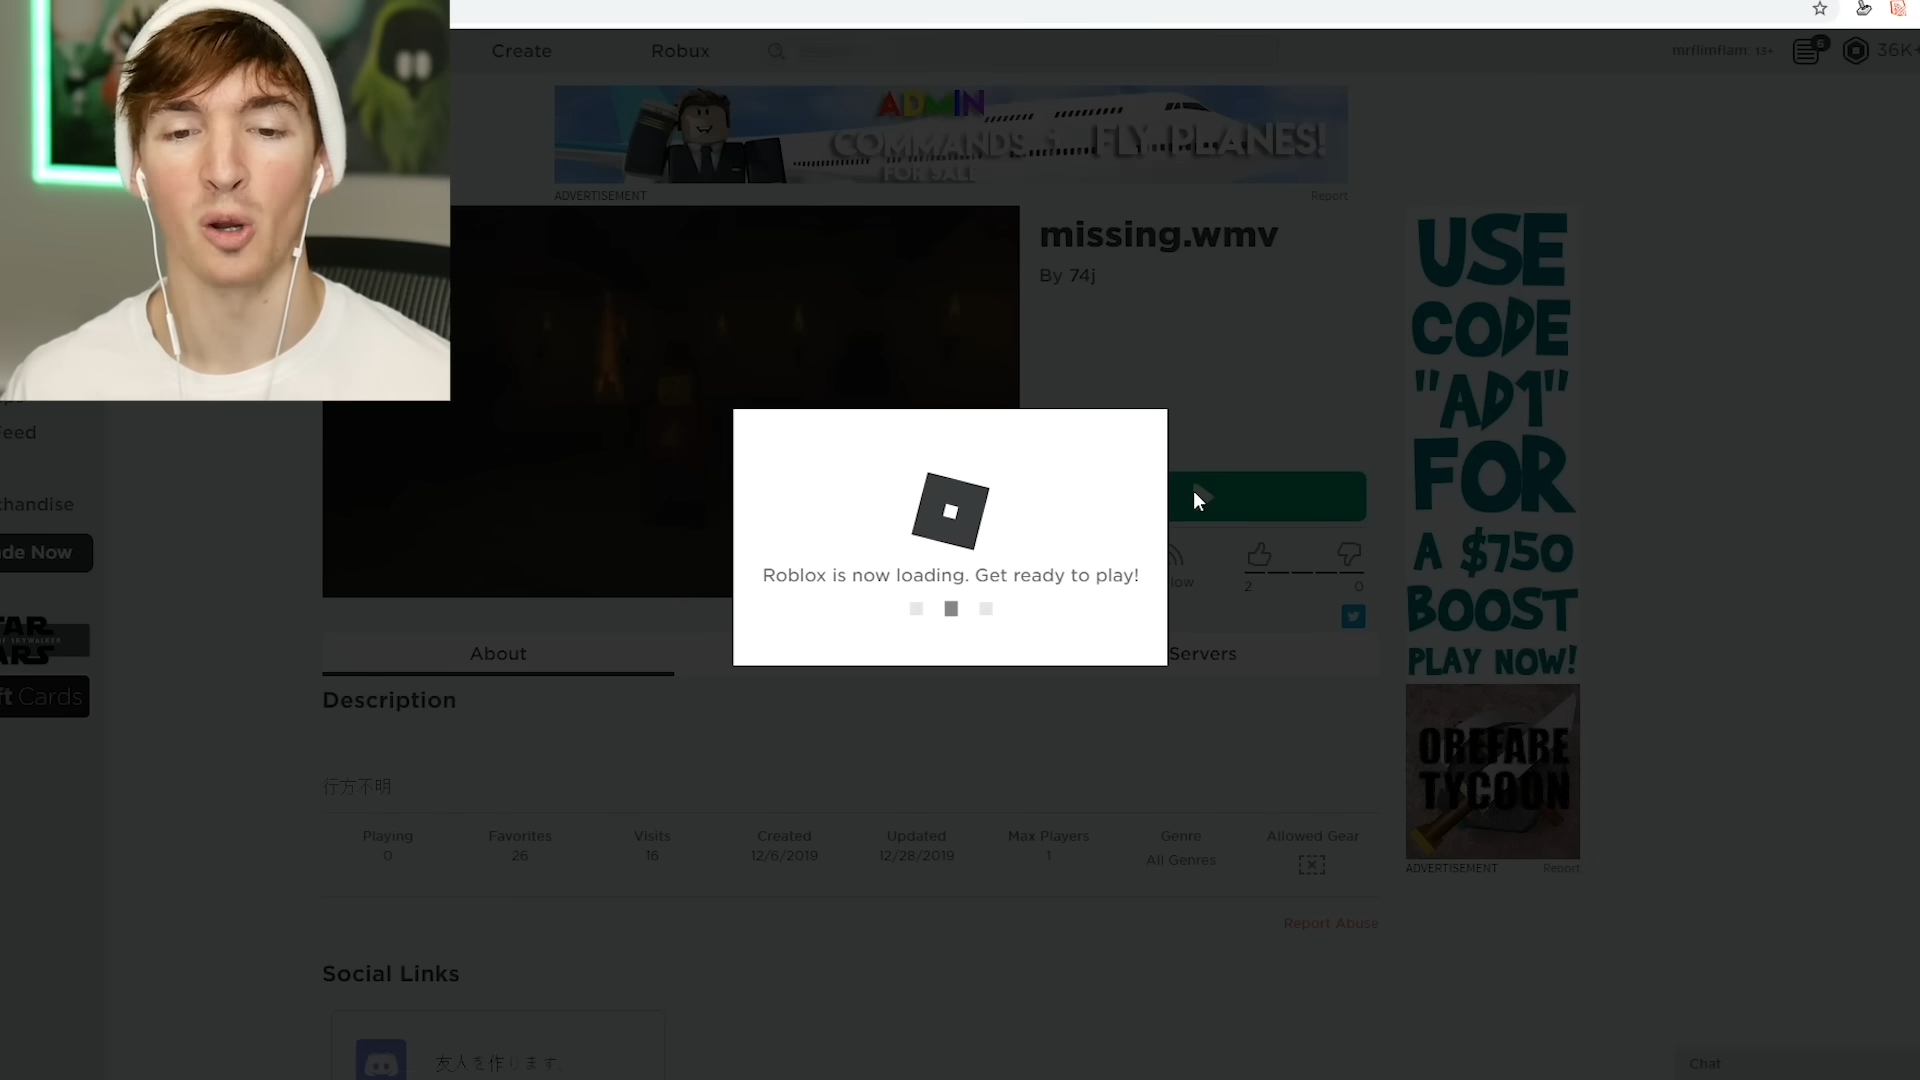 Create
Robux
mrflimflam: 13+
6
36K+
ADMIN
COMMANDS + FLY PLANES!
FOR SALE
ADVERTISEMENT
Report
missing.wmv
By 74j
USE
CODE
"AD1"
FOR
A $750
BOOST
PLAY NOW!
Roblox is now loading. Get ready to play!
2
0
About
Servers
Description
行方不明
Playing
Favorites
Visits
Created
Updated
Max Players
Genre
Allowed Gear
0
26
16
12/6/2019
12/28/2019
1
All Genres
OREFARE
TYCOON
ADVERTISEMENT
Report
Report Abuse
Social Links
友人を作ります。
Chat
Feed
Now
Cards